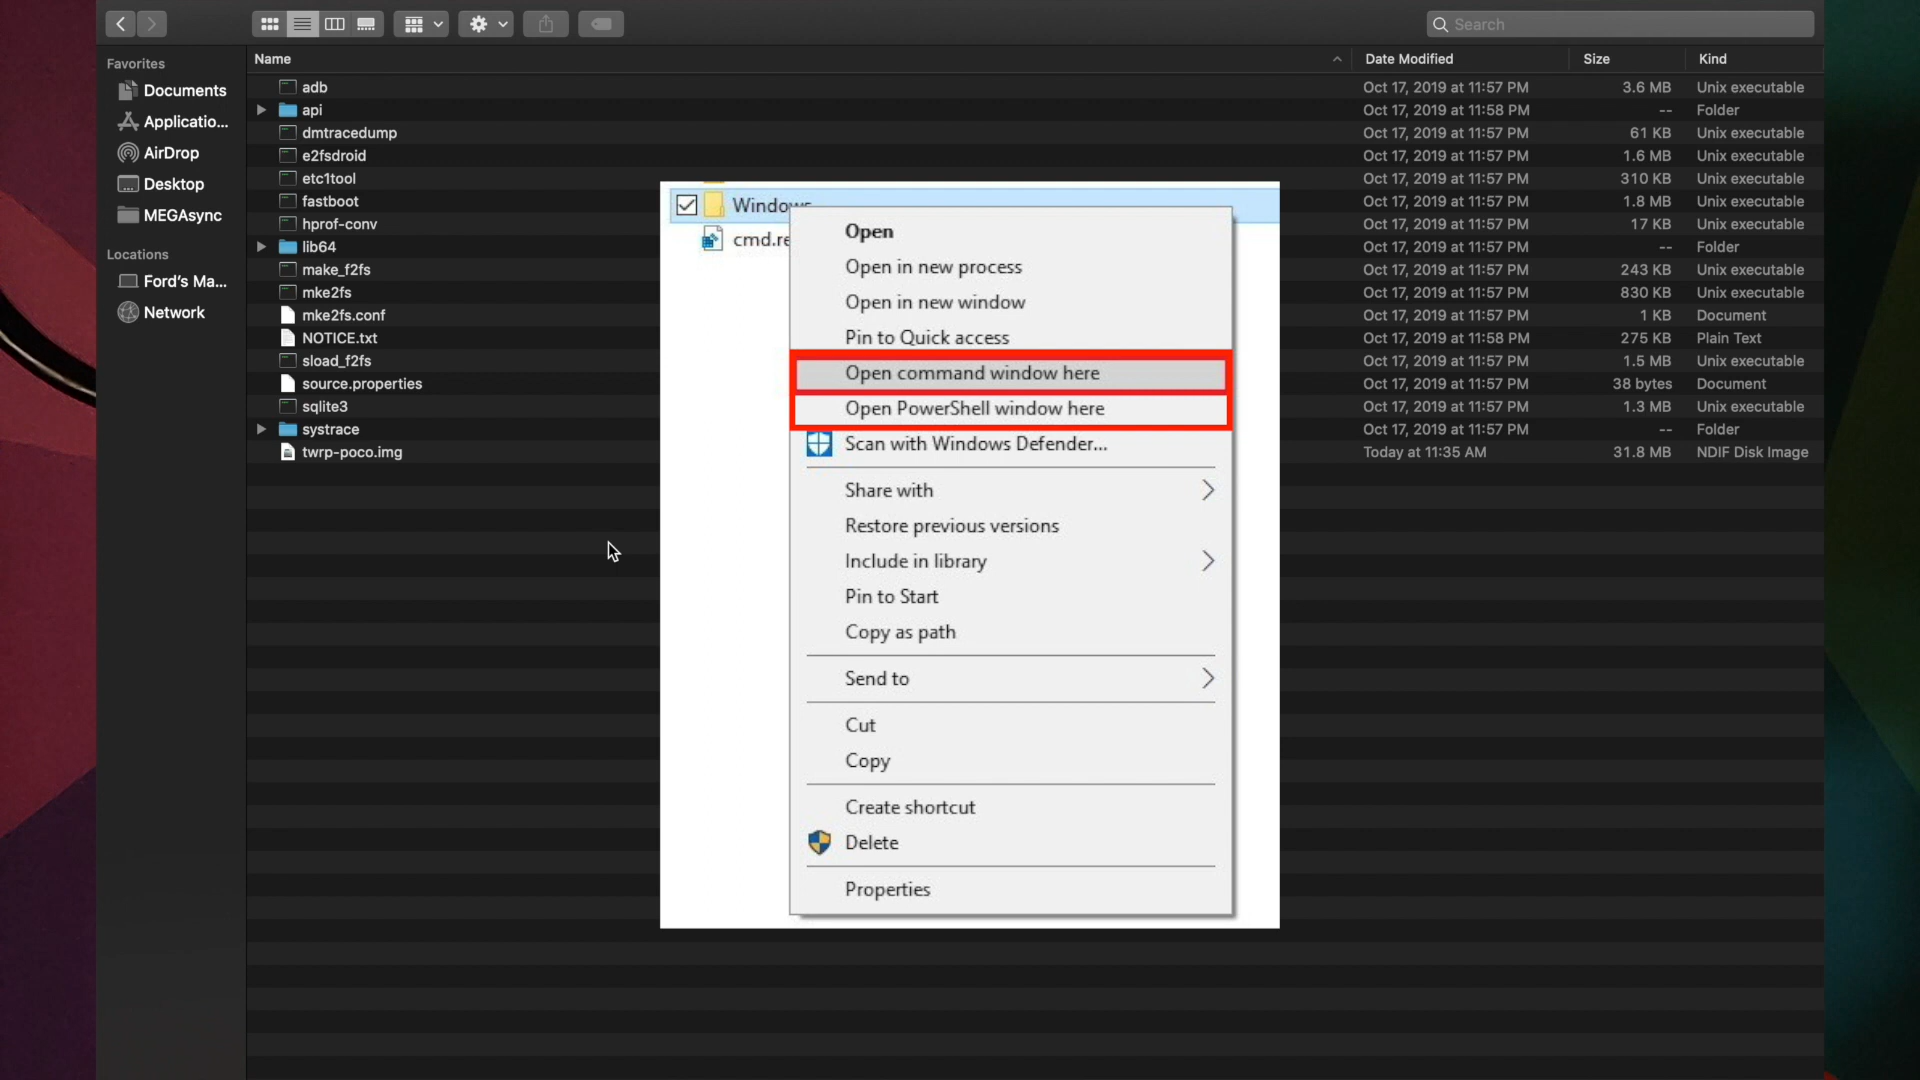 Search
Favorites
Documents
Applicatio...
AirDrop
Desktop
MEGAsync
Locations
Ford's Ma...
Network
Name Date Modified Size Kind
adb Oct 17, 2019 at 11:57 PM 3.6 MB Unix executable
api Oct 17, 2019 at 11:58 PM -- Folder
dmtracedump Oct 17, 2019 at 11:57 PM 61 KB Unix executable
e2fsdroid Oct 17, 2019 at 11:57 PM 1.6 MB Unix executable
etc1tool Oct 17, 2019 at 11:57 PM 310 KB Unix executable
fastboot Oct 17, 2019 at 11:57 PM 1.8 MB Unix executable
hprof-conv Oct 17, 2019 at 11:57 PM 17 KB Unix executable
lib64 Oct 17, 2019 at 11:57 PM -- Folder
make_f2fs Oct 17, 2019 at 11:57 PM 243 KB Unix executable
mke2fs Oct 17, 2019 at 11:57 PM 830 KB Unix executable
mke2fs.conf Oct 17, 2019 at 11:57 PM 1 KB Document
NOTICE.txt Oct 17, 2019 at 11:58 PM 275 KB Plain Text
sload_f2fs Oct 17, 2019 at 11:57 PM 1.5 MB Unix executable
source.properties Oct 17, 2019 at 11:57 PM 38 bytes Document
sqlite3 Oct 17, 2019 at 11:57 PM 1.3 MB Unix executable
systrace Oct 17, 2019 at 11:57 PM -- Folder
twrp-poco.img Today at 11:35 AM 31.8 MB NDIF Disk Image
Windows
cmd.re
Open
Open in new process
Open in new window
Pin to Quick access
Open command window here
Open PowerShell window here
Scan with Windows Defender...
Share with
Restore previous versions
Include in library
Pin to Start
Copy as path
Send to
Cut
Copy
Create shortcut
Delete
Properties